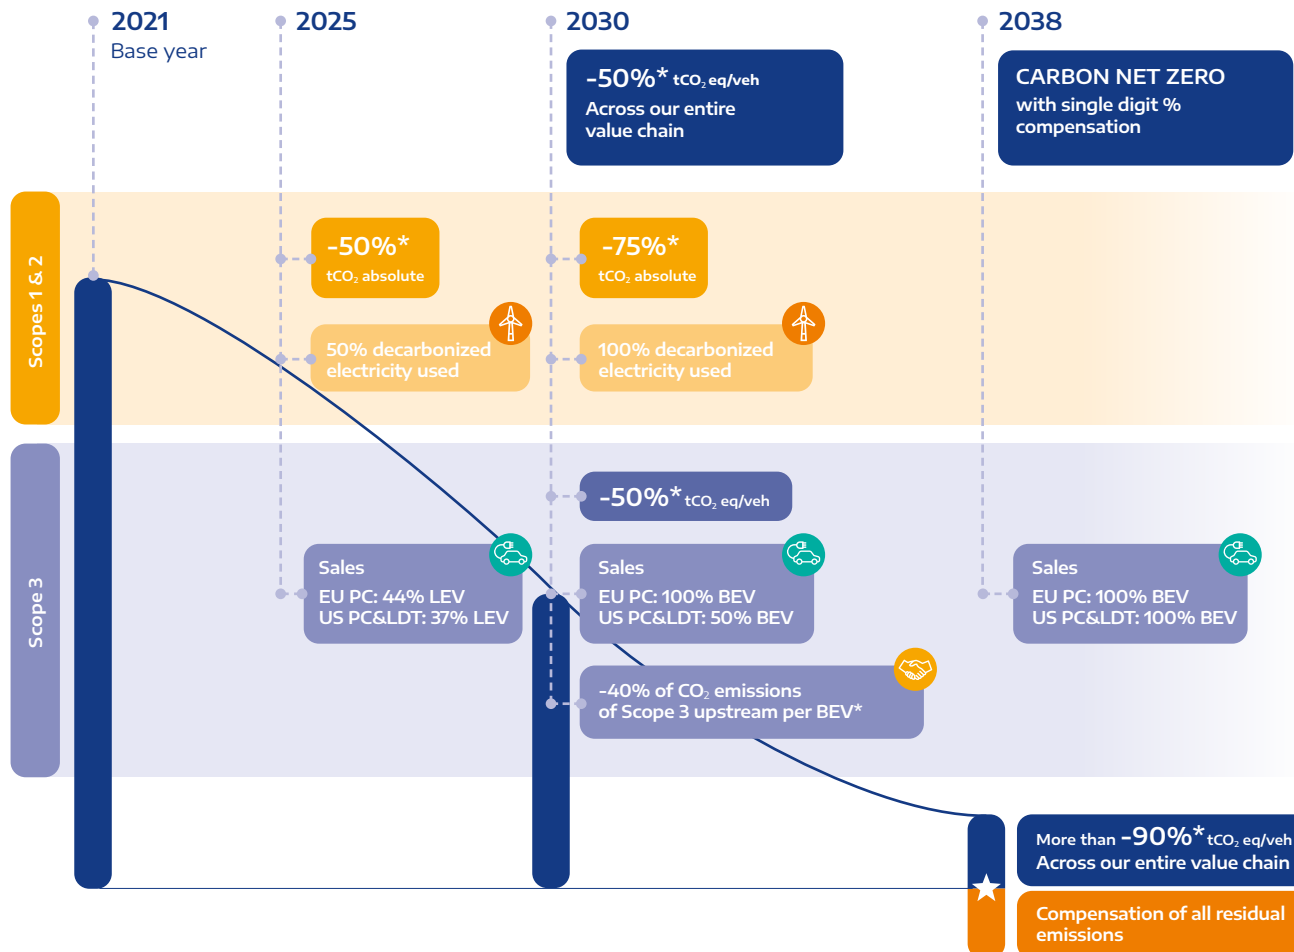 2021
Base year
2025
2030
2038
-50%* tCO₂ eq/veh
Across our entire
value chain
CARBON NET ZERO
with single digit %
compensation
Scopes 1 & 2
-50%*
tCO₂ absolute
-75%*
tCO₂ absolute
50% decarbonized
electricity used
100% decarbonized
electricity used
Scope 3
-50%* tCO₂ eq/veh
Sales
EU PC: 44% LEV
US PC&LDT: 37% LEV
Sales
EU PC: 100% BEV
US PC&LDT: 50% BEV
Sales
EU PC: 100% BEV
US PC&LDT: 100% BEV
-40% of CO₂ emissions
of Scope 3 upstream per BEV*
More than -90%* tCO₂ eq/veh
Across our entire value chain
Compensation of all residual
emissions